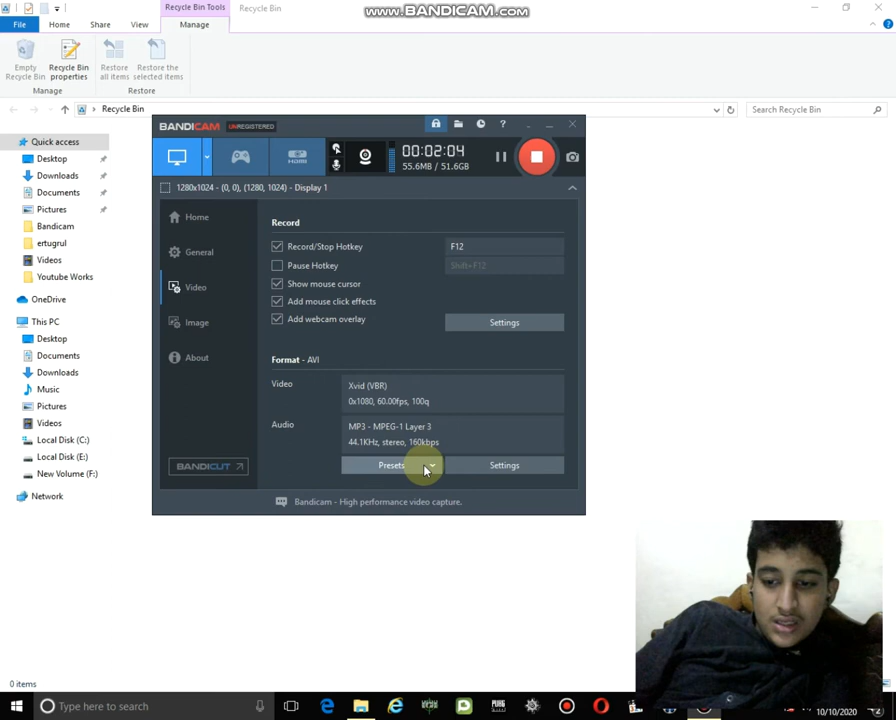 www.BANDICAM.com
Recycle Bin Tools
Recycle Bin
File
Home
Share
View
Manage
Empty Recycle Bin
Recycle Bin properties
Restore all items
Restore the selected items
Manage
Restore
Recycle Bin
Search Recycle Bin
Quick access
Desktop
Downloads
Documents
Pictures
Bandicam
ertugrul
Videos
Youtube Works
OneDrive
This PC
Desktop
Documents
Downloads
Music
Pictures
Videos
Local Disk (C:)
Local Disk (E:)
New Volume (F:)
Network
0 items
BANDICAM
UNREGISTERED
HDMI
00:02:04
55.6MB / 51.6GB
1280x1024 - (0, 0), (1280, 1024) - Display 1
Home
General
Video
Image
About
BANDICUT
Record
Record/Stop Hotkey
F12
Pause Hotkey
Shift+F12
Show mouse cursor
Add mouse click effects
Add webcam overlay
Settings
Format - AVI
Video
Xvid (VBR)
0x1080, 60.00fps, 100q
Audio
MP3 - MPEG-1 Layer 3
44.1KHz, stereo, 160kbps
Presets
Settings
Bandicam - High performance video capture.
Type here to search
10/10/2020